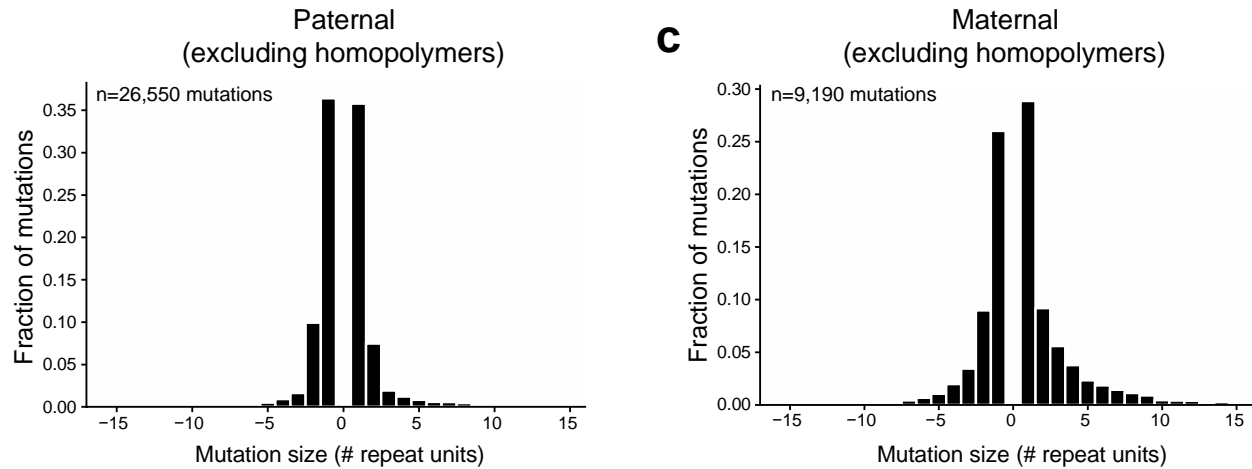 Paternal
(excluding homopolymers)
n=26,550 mutations
Fraction of mutations
0.35
0.30
0.25
0.20
0.15
0.10
0.05
0.00
−15 −10 −5 0 5 10 15
Mutation size (# repeat units)
c
Maternal
(excluding homopolymers)
n=9,190 mutations
Fraction of mutations
0.30
0.25
0.20
0.15
0.10
0.05
0.00
−15 −10 −5 0 5 10 15
Mutation size (# repeat units)